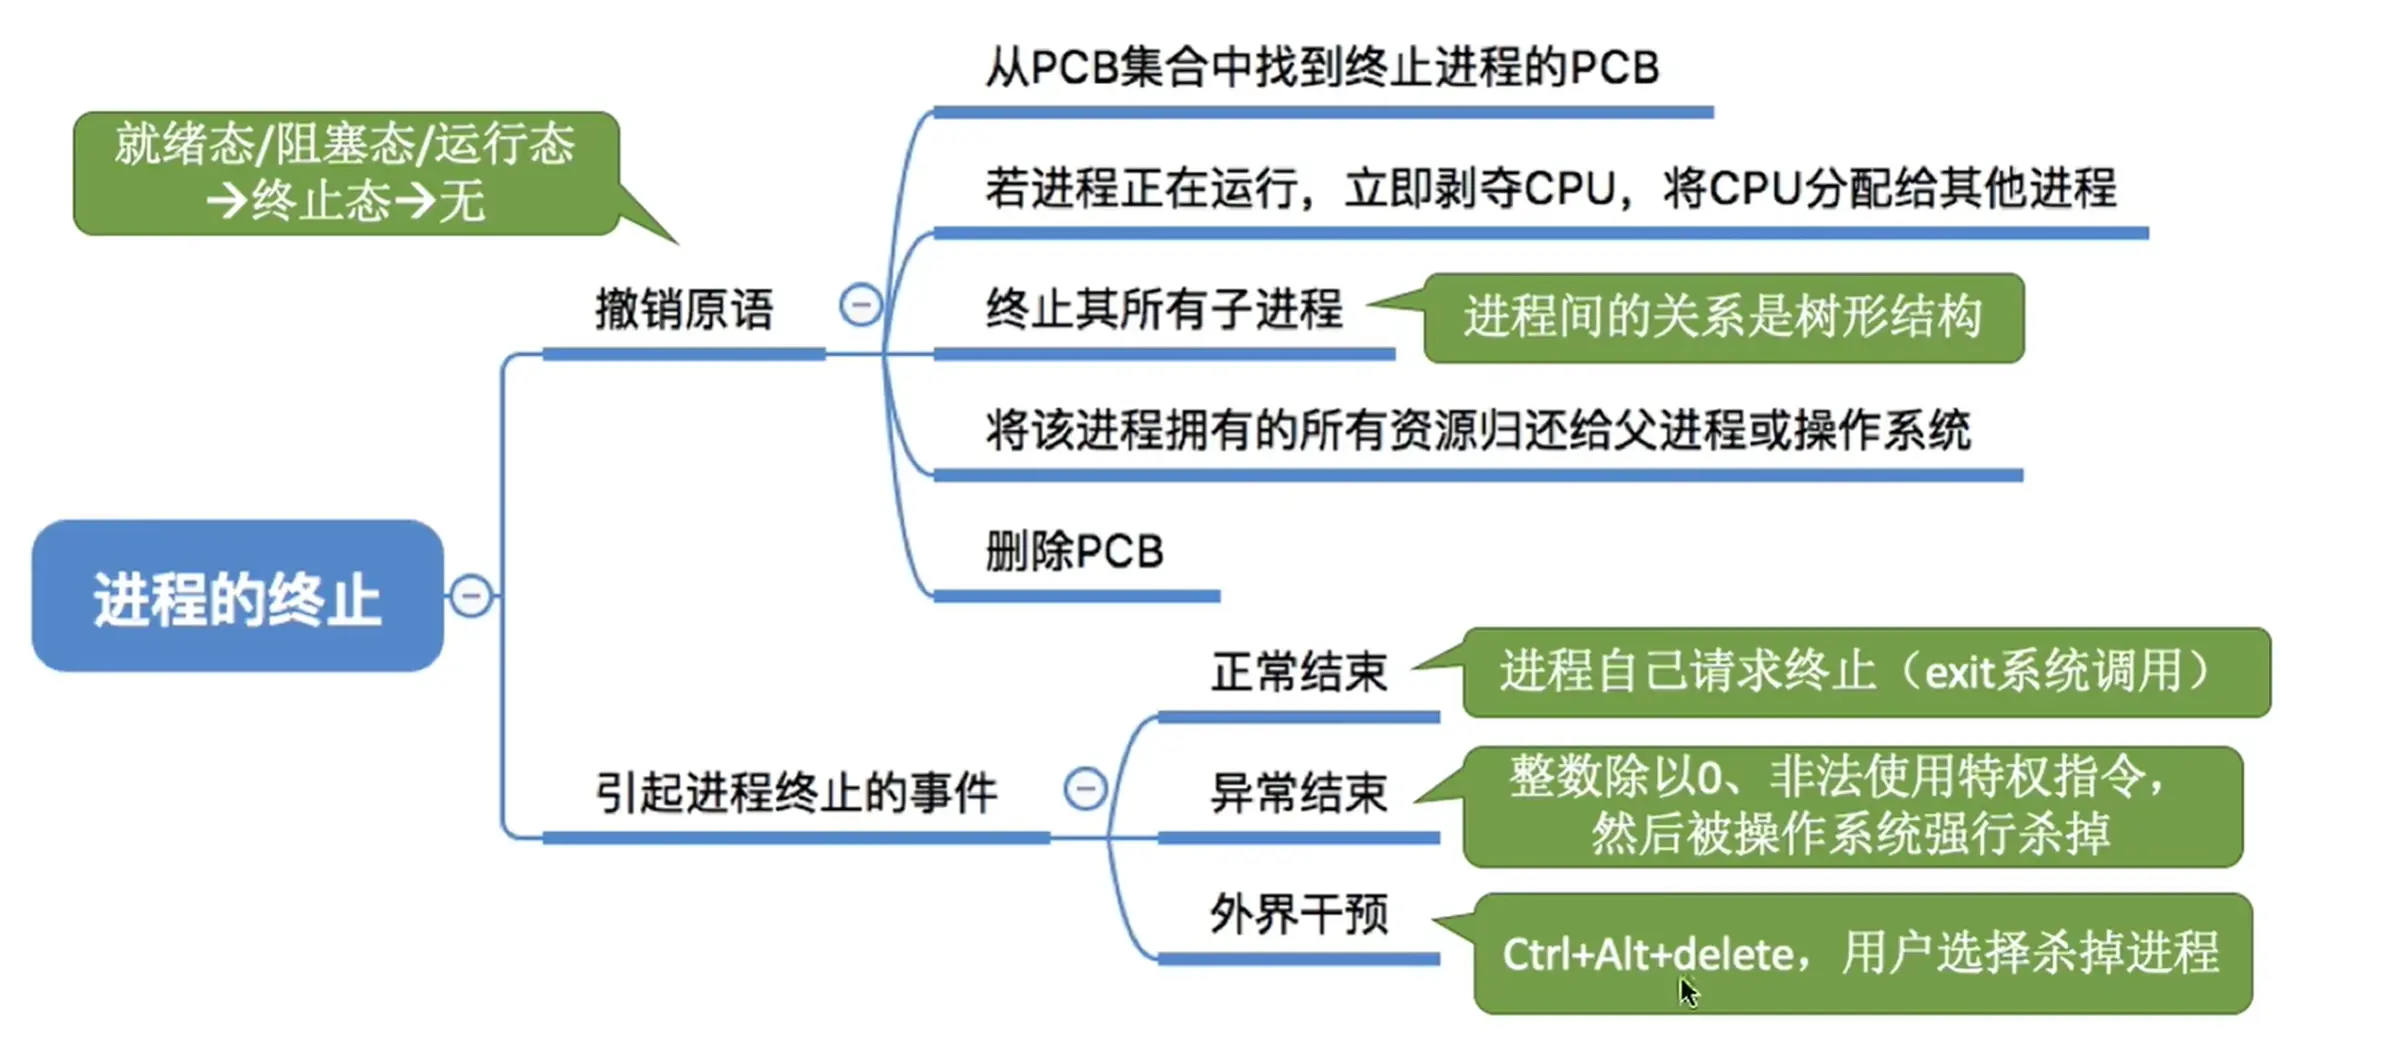 从PCB集合中找到终止进程的PCB
就绪态/阻塞态/运行态
→终止态→无
若进程正在运行，立即剥夺CPU，将CPU分配给其他进程
撤销原语
终止其所有子进程
进程间的关系是树形结构
将该进程拥有的所有资源归还给父进程或操作系统
删除PCB
进程的终止
正常结束
进程自己请求终止（exit系统调用）
引起进程终止的事件
异常结束
整数除以0、非法使用特权指令，
然后被操作系统强行杀掉
外界干预
Ctrl+Alt+delete，用户选择杀掉进程